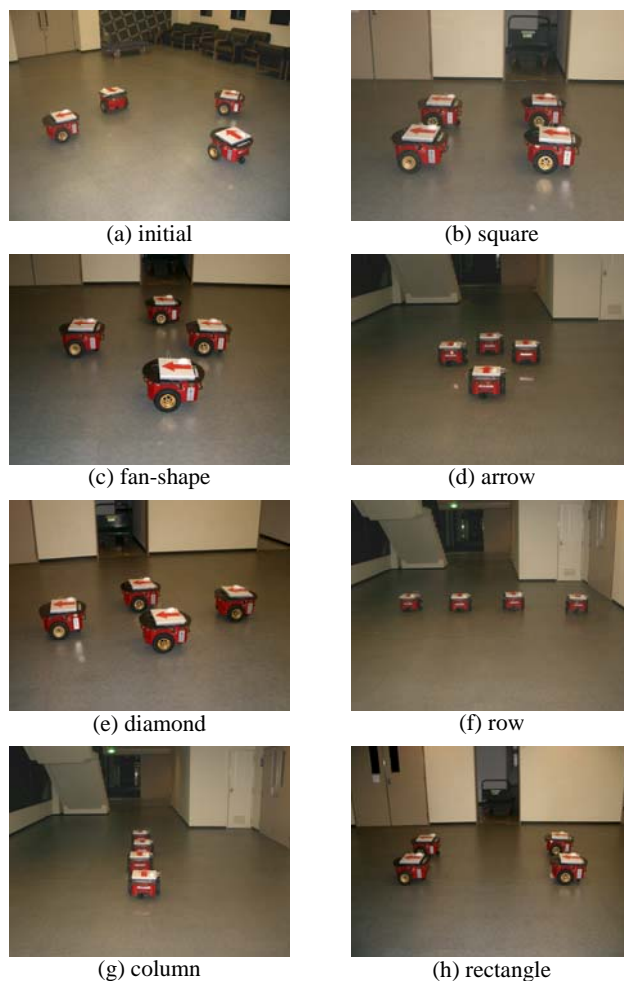 (a) initial
(b) square
(c) fan-shape
(d) arrow
(e) diamond
(f) row
(g) column
(h) rectangle